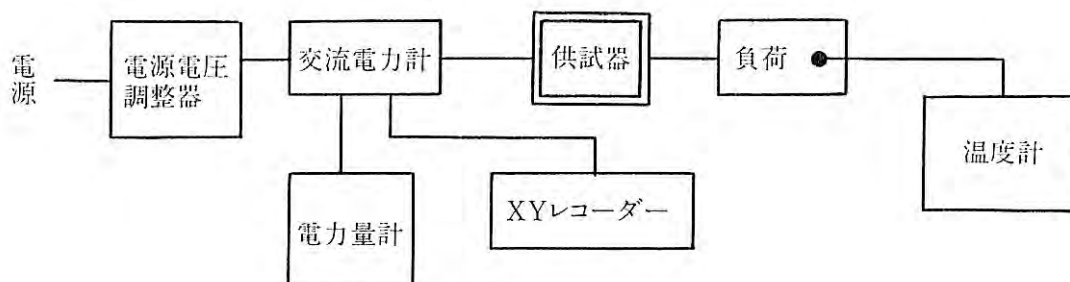 電源
電源電圧
調整器
交流電力計
供試器
負荷
温度計
電力量計
XYレコーダー